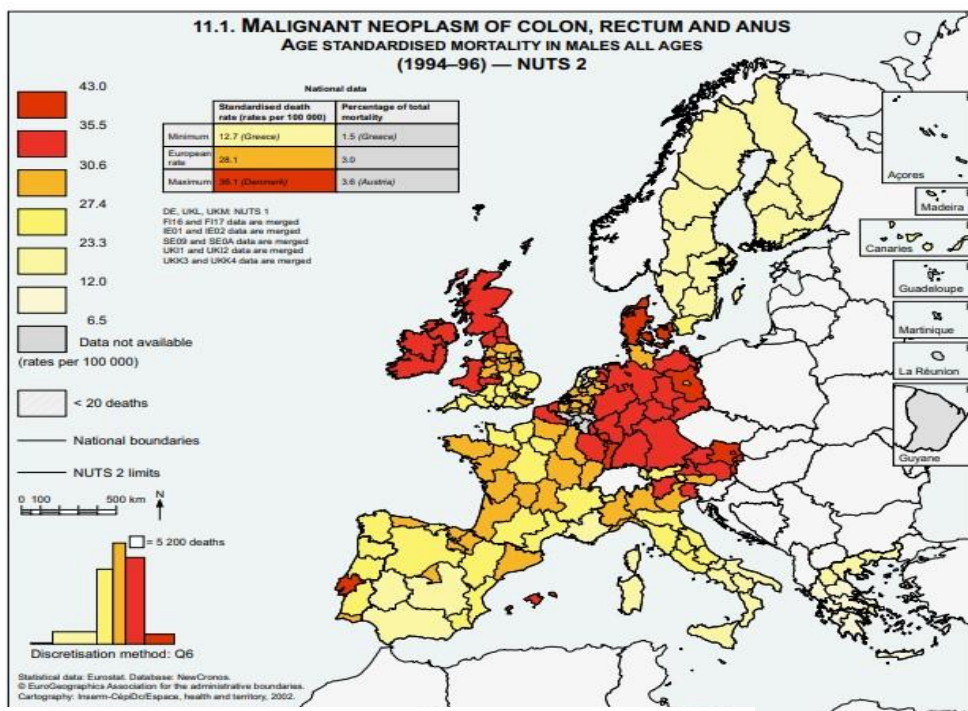 11.1. MALIGNANT NEOPLASM OF COLON, RECTUM AND ANUS
AGE STANDARDISED MORTALITY IN MALES ALL AGES
(1994–96) — NUTS 2
43.0
35.5
30.6
27.4
23.3
12.0
6.5
Data not available
(rates per 100 000)
< 20 deaths
National boundaries
NUTS 2 limits
0 100 500 km
N
= 5 200 deaths
Discretisation method: Q6
National data
Standardised death rate (rates per 100 000) Percentage of total mortality
Minimum 12.7 (Greece) 1.5 (Greece)
European rate 28.1 3.0
Maximum 36.1 (Denmark) 3.6 (Austria)
DE, UKL, UKM: NUTS 1
FI16 and FI17 data are merged
IE01 and IE02 data are merged
SE09 and SE0A data are merged
UKI1 and UKI2 data are merged
UKK3 and UKK4 data are merged
Açores
Madeira
Canaries
Guadeloupe
Martinique
La Réunion
Guyane
Statistical data: Eurostat. Database: NewCronos.
© EuroGeographics Association for the administrative boundaries.
Cartography: Inserm-CépiDc/Espace, health and territory, 2002.